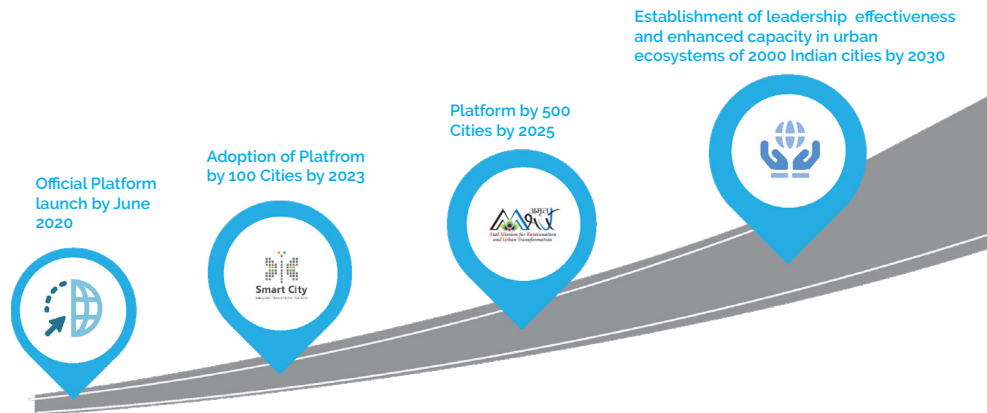 Official Platform
launch by June
2020
Adoption of Platfrom
by 100 Cities by 2023
Smart City
Platform by 500
Cities by 2025
Atal Mission for Rejuvenation
and Urban Transformation
Establishment of leadership effectiveness
and enhanced capacity in urban
ecosystems of 2000 Indian cities by 2030